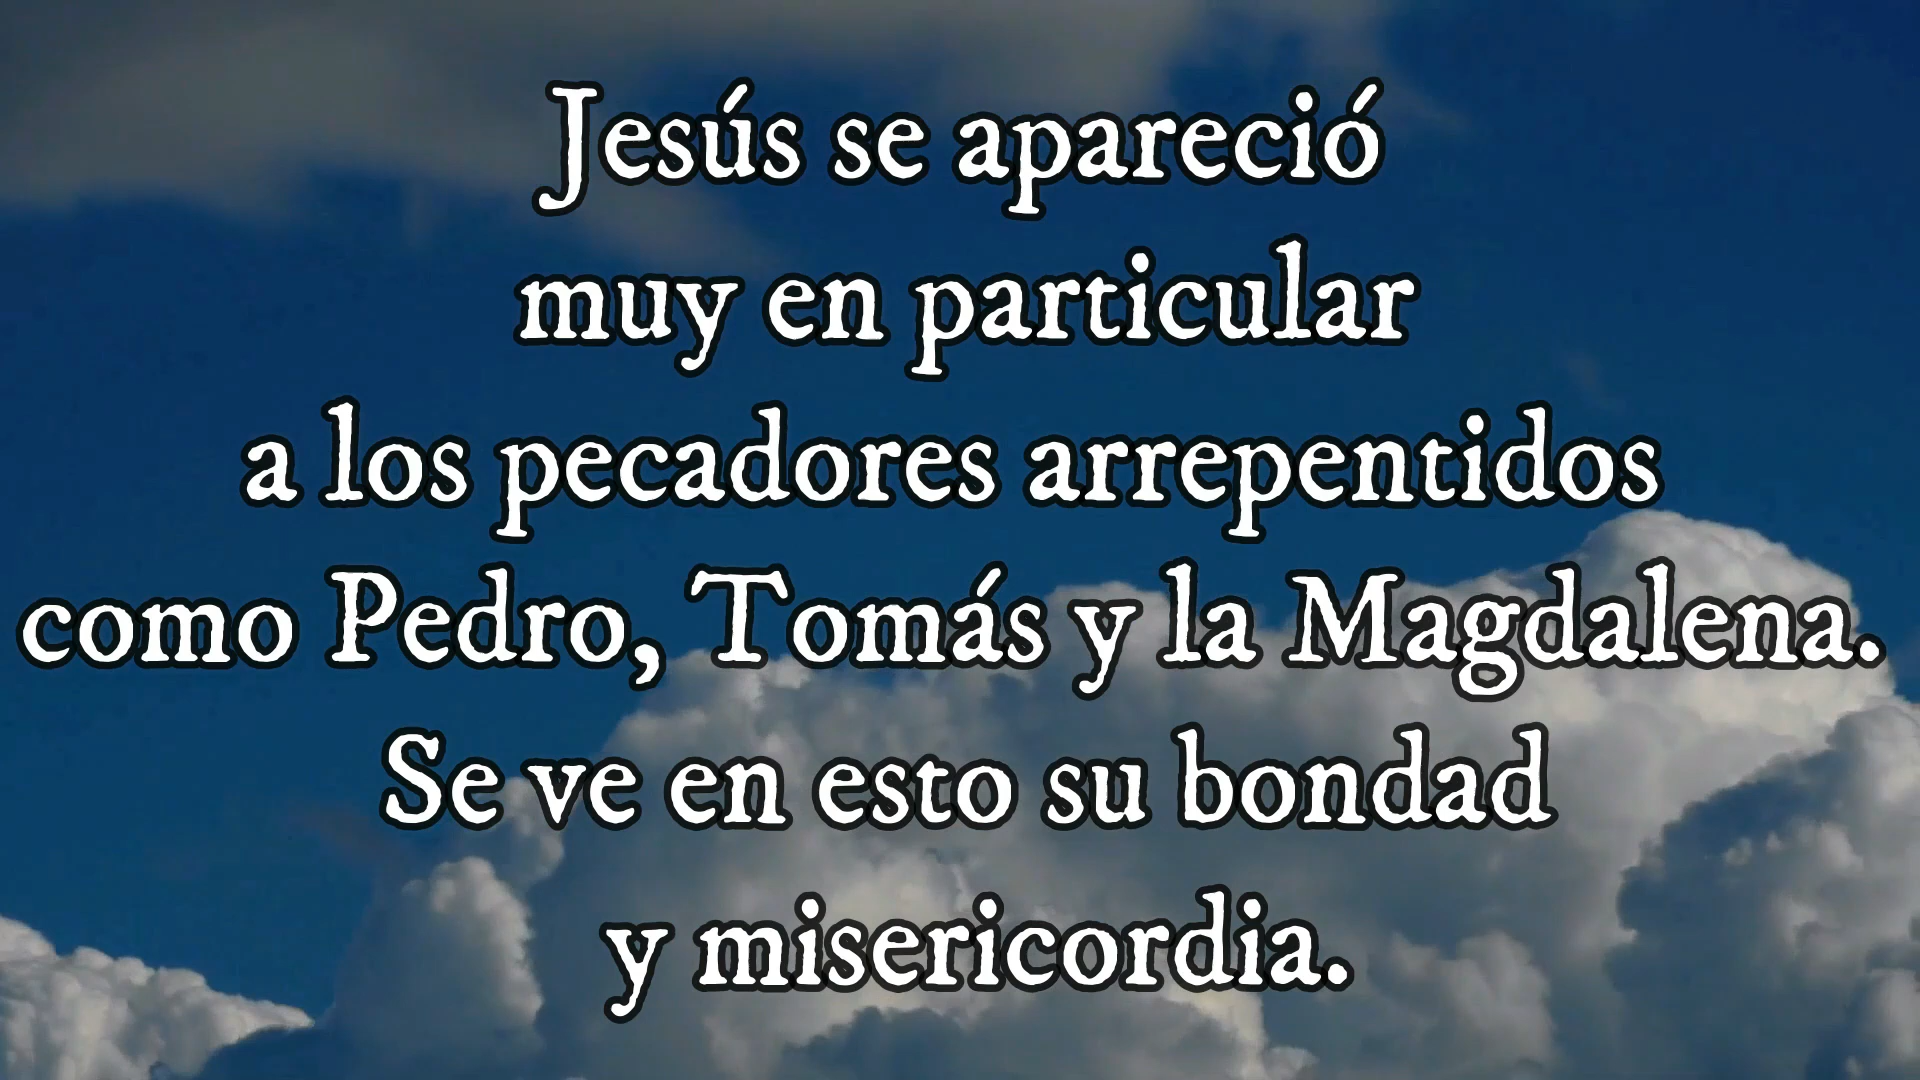 Jesús se apareció
muy en particular
a los pecadores arrepentidos
como Pedro, Tomás y la Magdalena.
Se ve en esto su bondad
y misericordia.